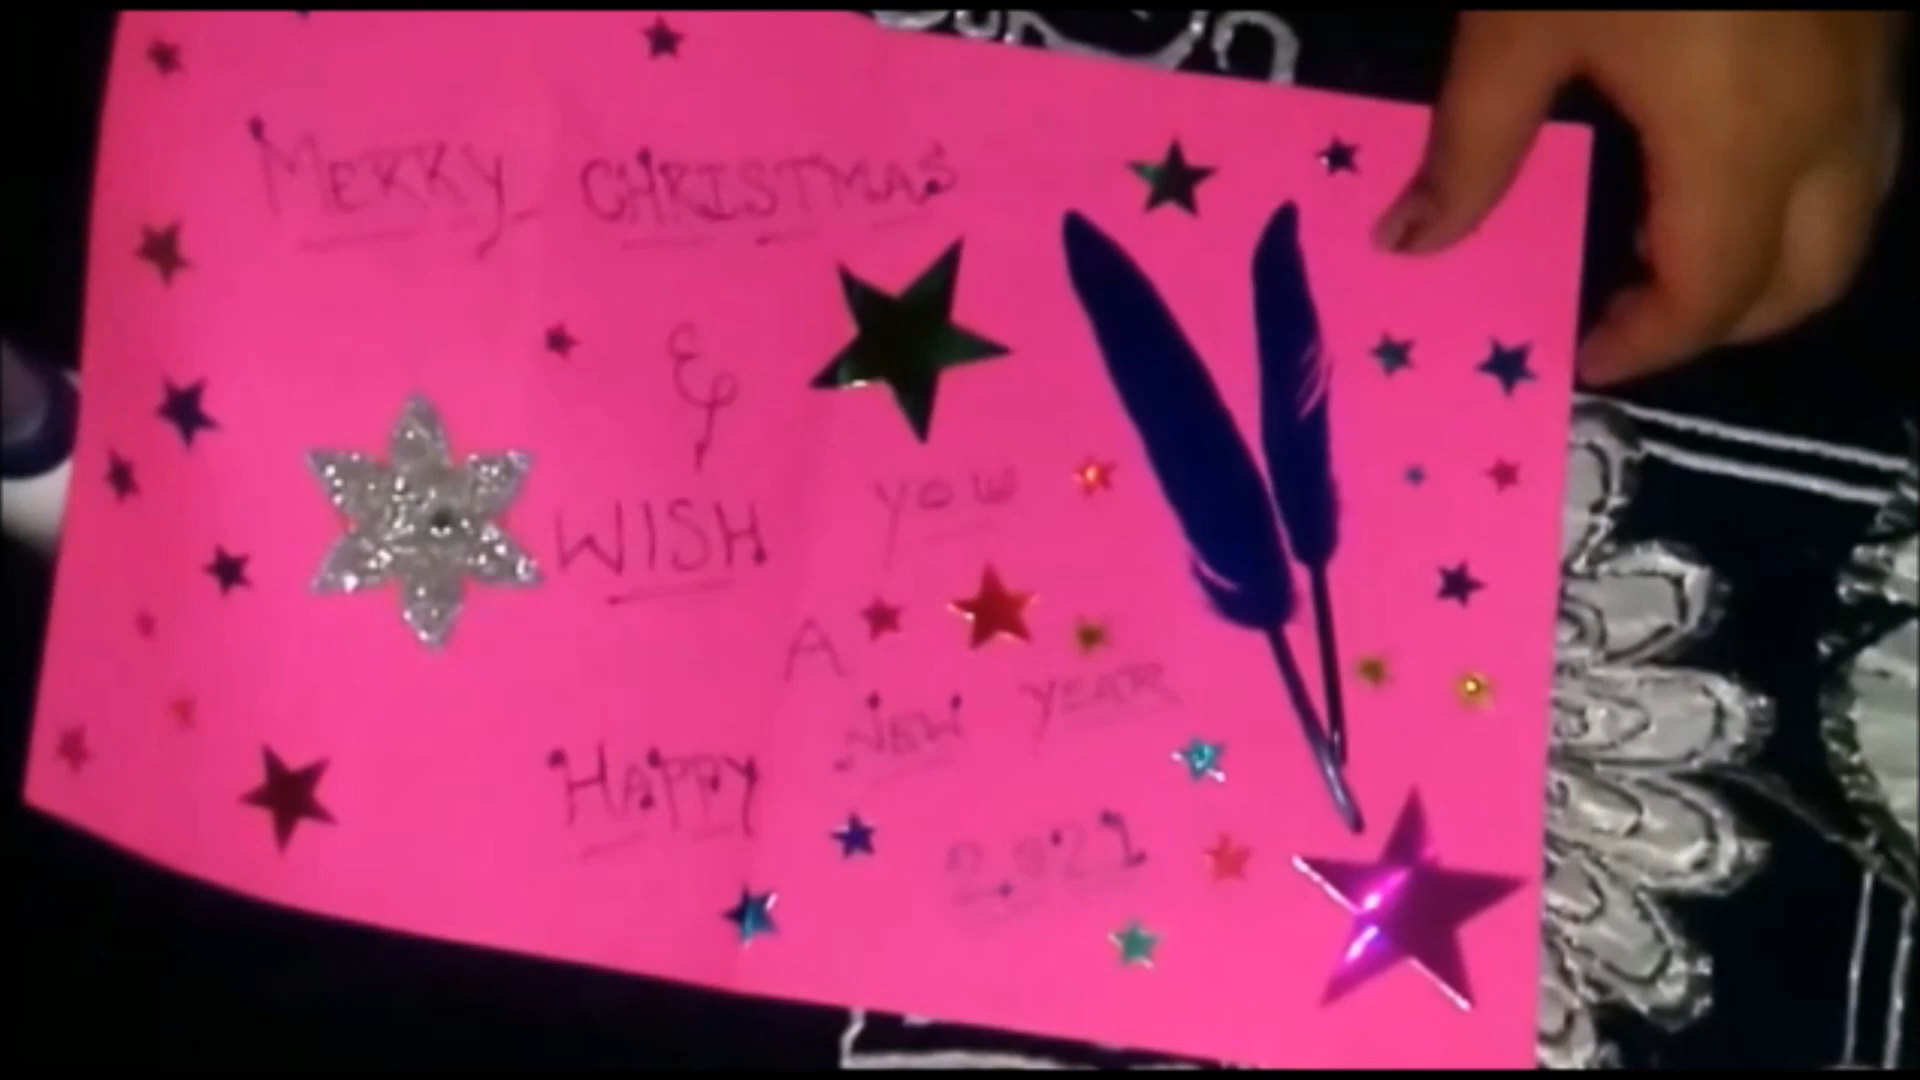 MERRY CHRISTMAS
&
WISH YOU
A
HAPPY NEW YEAR
2021